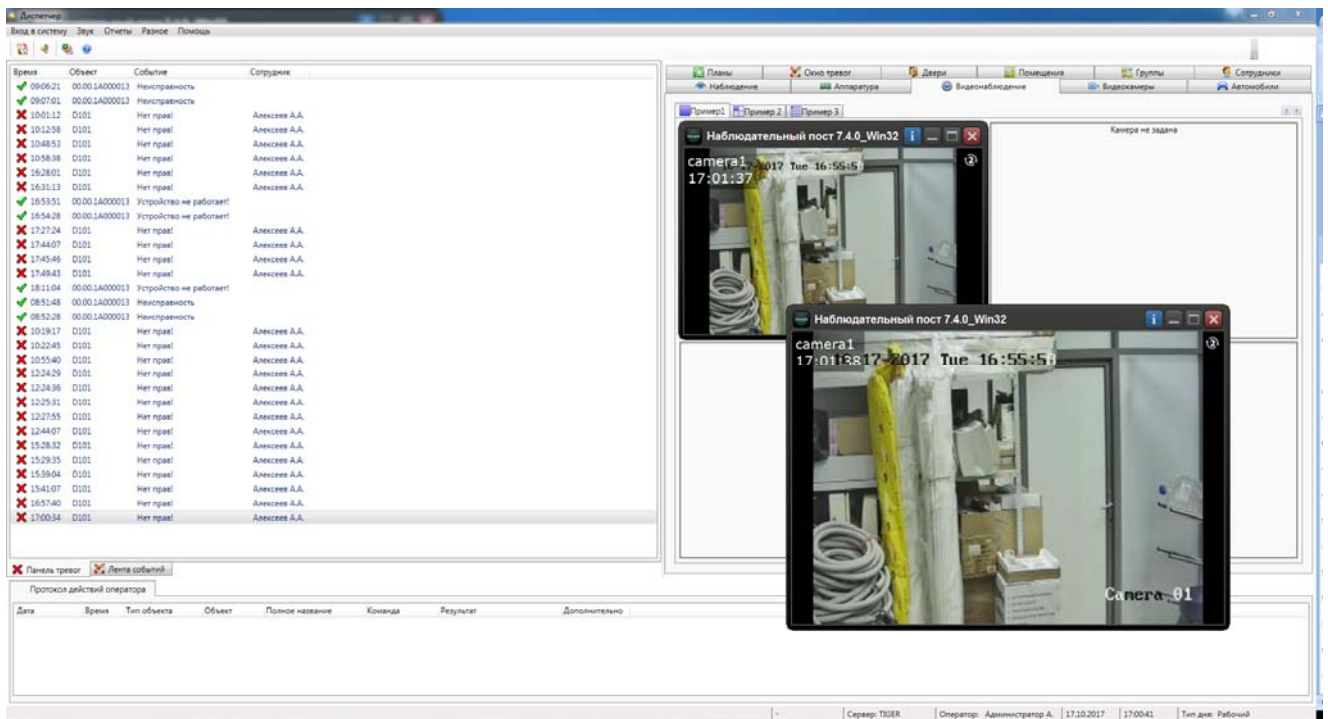 Диспетчер
Вход в систему Звук Отчеты Разное Помощь
Время Объект Событие Сотрудник
09:06:21 00.00.1A000013 Неисправность
09:07:01 00.00.1A000013 Неисправность
10:01:12 D101 Нет прав! Алексеев А.А.
10:12:58 D101 Нет прав! Алексеев А.А.
10:48:53 D101 Нет прав! Алексеев А.А.
10:58:38 D101 Нет прав! Алексеев А.А.
16:28:01 D101 Нет прав! Алексеев А.А.
16:31:13 D101 Нет прав! Алексеев А.А.
16:53:51 00.00.1A000013 Устройство не работает!
16:54:28 00.00.1A000013 Устройство не работает!
17:27:24 D101 Нет прав! Алексеев А.А.
17:44:07 D101 Нет прав! Алексеев А.А.
17:45:46 D101 Нет прав! Алексеев А.А.
17:49:43 D101 Нет прав! Алексеев А.А.
18:11:04 00.00.1A000013 Устройство не работает!
08:51:48 00.00.1A000013 Неисправность
08:52:28 00.00.1A000013 Неисправность
10:19:17 D101 Нет прав! Алексеев А.А.
10:22:45 D101 Нет прав! Алексеев А.А.
10:55:40 D101 Нет прав! Алексеев А.А.
12:24:29 D101 Нет прав! Алексеев А.А.
12:24:36 D101 Нет прав! Алексеев А.А.
12:25:31 D101 Нет прав! Алексеев А.А.
12:27:55 D101 Нет прав! Алексеев А.А.
12:44:07 D101 Нет прав! Алексеев А.А.
15:28:32 D101 Нет прав! Алексеев А.А.
15:29:35 D101 Нет прав! Алексеев А.А.
15:39:04 D101 Нет прав! Алексеев А.А.
15:41:07 D101 Нет прав! Алексеев А.А.
16:57:40 D101 Нет прав! Алексеев А.А.
17:00:34 D101 Нет прав! Алексеев А.А.
Панель тревог Лента событий
Планы Окно тревог Двери Помещения Группы Сотрудники
Наблюдение Аппаратура Видеонаблюдение Видеокамеры Автомобили
Пример1 Пример 2 Пример 3
Наблюдательный пост 7.4.0_Win32
camera1
17-2017 Tue 16:55:5
17:01:37
Камера не задана
Наблюдательный пост 7.4.0_Win32
camera1
17:01:38 17-2017 Tue 16:55:5
Camera 01
Протокол действий оператора
Дата Время Тип объекта Объект Полное название Команда Результат Дополнительно
- Сервер: TIGER Оператор: Администратор А. 17.10.2017 17:00:41 Тип дня: Рабочий